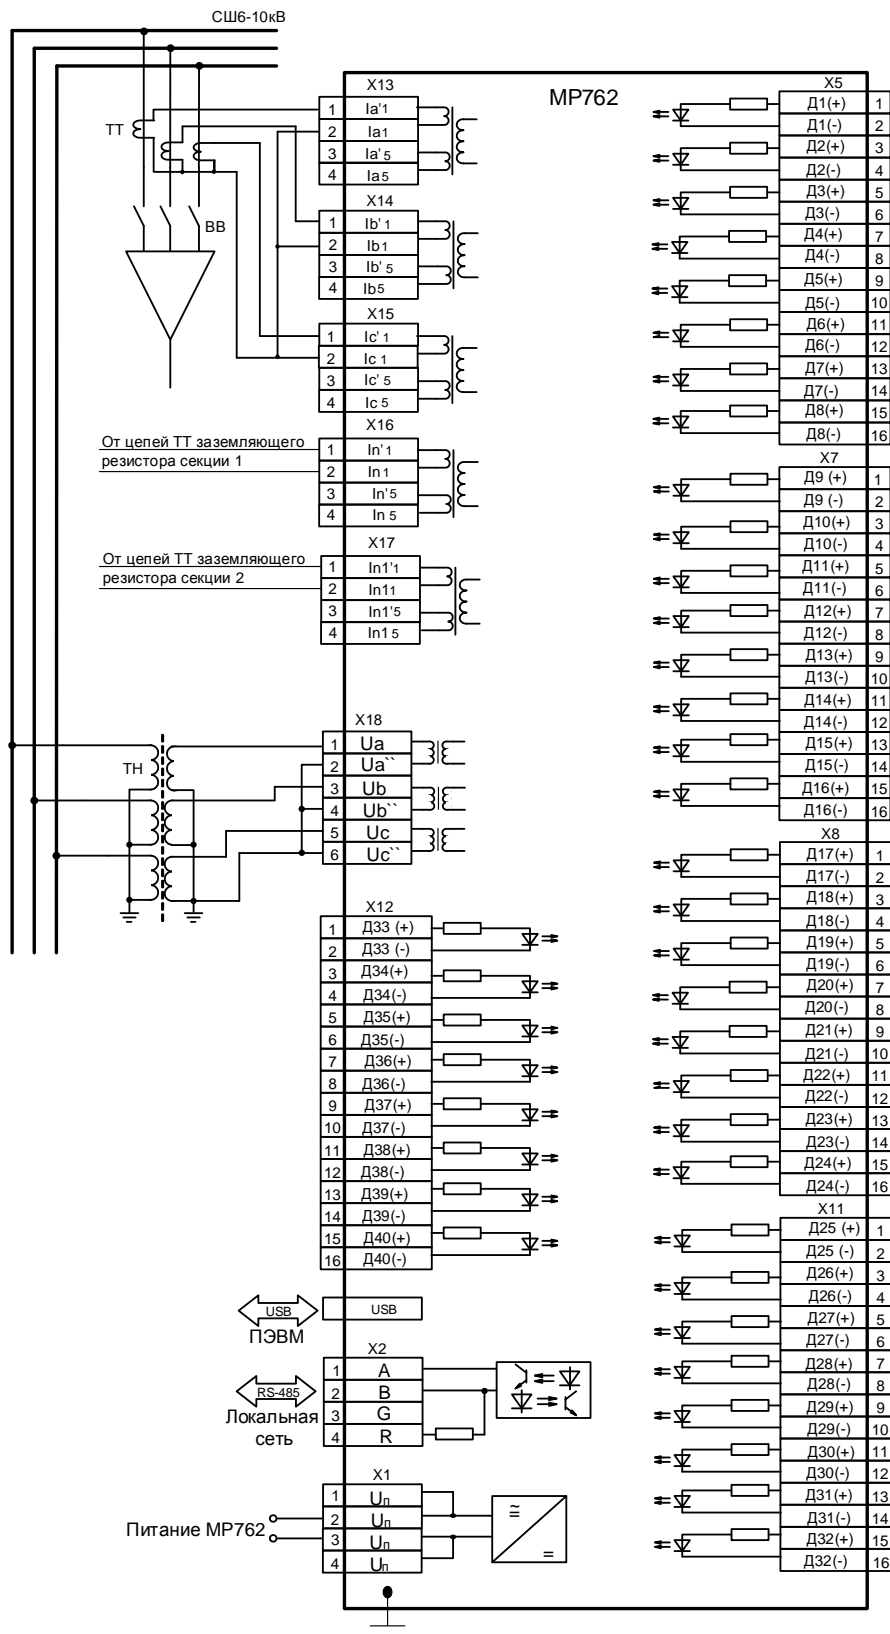 СШ6-10кВ
МР762
ТТ
ВВ
X13
1 Ia'1
2 Ia1
3 Ia'5
4 Ia5
X14
1 Ib'1
2 Ib1
3 Ib'5
4 Ib5
X15
1 Ic'1
2 Ic 1
3 Ic'5
4 Ic 5
X16
От цепей ТТ заземляющего
резистора секции 1
1 In'1
2 In1
3 In'5
4 In 5
X17
От цепей ТТ заземляющего
резистора секции 2
1 In1'1
2 In11
3 In1'5
4 In1 5
X18
ТН
1 Ua
2 Ua``
3 Ub
4 Ub``
5 Uc
6 Uc``
X12
1 Д33 (+)
2 Д33 (-)
3 Д34(+)
4 Д34(-)
5 Д35(+)
6 Д35(-)
7 Д36(+)
8 Д36(-)
9 Д37(+)
10 Д37(-)
11 Д38(+)
12 Д38(-)
13 Д39(+)
14 Д39(-)
15 Д40(+)
16 Д40(-)
USB
USB
ПЭВМ
X2
1 A
2 B
3 G
4 R
RS-485
Локальная
сеть
X1
1 Uп
2 Uп
3 Uп
4 Uп
Питание МР762
X5
Д1(+) 1
Д1(-) 2
Д2(+) 3
Д2(-) 4
Д3(+) 5
Д3(-) 6
Д4(+) 7
Д4(-) 8
Д5(+) 9
Д5(-) 10
Д6(+) 11
Д6(-) 12
Д7(+) 13
Д7(-) 14
Д8(+) 15
Д8(-) 16
X7
Д9 (+) 1
Д9 (-) 2
Д10(+) 3
Д10(-) 4
Д11(+) 5
Д11(-) 6
Д12(+) 7
Д12(-) 8
Д13(+) 9
Д13(-) 10
Д14(+) 11
Д14(-) 12
Д15(+) 13
Д15(-) 14
Д16(+) 15
Д16(-) 16
X8
Д17(+) 1
Д17(-) 2
Д18(+) 3
Д18(-) 4
Д19(+) 5
Д19(-) 6
Д20(+) 7
Д20(-) 8
Д21(+) 9
Д21(-) 10
Д22(+) 11
Д22(-) 12
Д23(+) 13
Д23(-) 14
Д24(+) 15
Д24(-) 16
X11
Д25 (+) 1
Д25 (-) 2
Д26(+) 3
Д26(-) 4
Д27(+) 5
Д27(-) 6
Д28(+) 7
Д28(-) 8
Д29(+) 9
Д29(-) 10
Д30(+) 11
Д30(-) 12
Д31(+) 13
Д31(-) 14
Д32(+) 15
Д32(-) 16